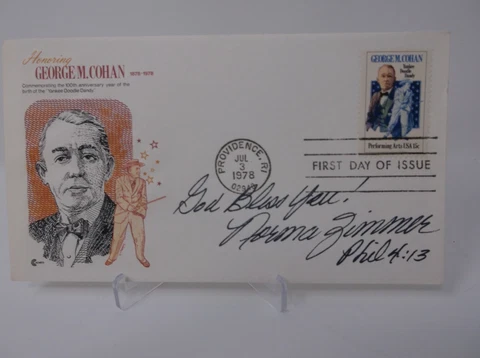 Honoring
GEORGE M. COHAN 1878-1978
Commemorating the 100th anniversary year of the
birth of the 'Yankee Doodle Dandy'
GEORGE M. COHAN
Yankee
Doodle
Dandy
Performing Arts USA 15c
PROVIDENCE, RI
JUL
3
1978
FIRST DAY OF ISSUE
God Bless You!
Norma Zimmer
Phil 4:13